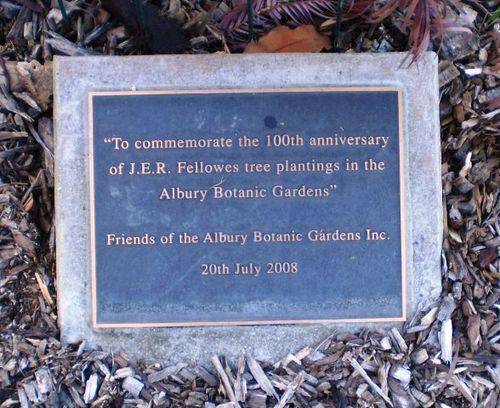 "To commemorate the 100th anniversary
of J.E.R. Fellowes tree plantings in the
Albury Botanic Gardens"
Friends of the Albury Botanic Gardens Inc.
20th July 2008